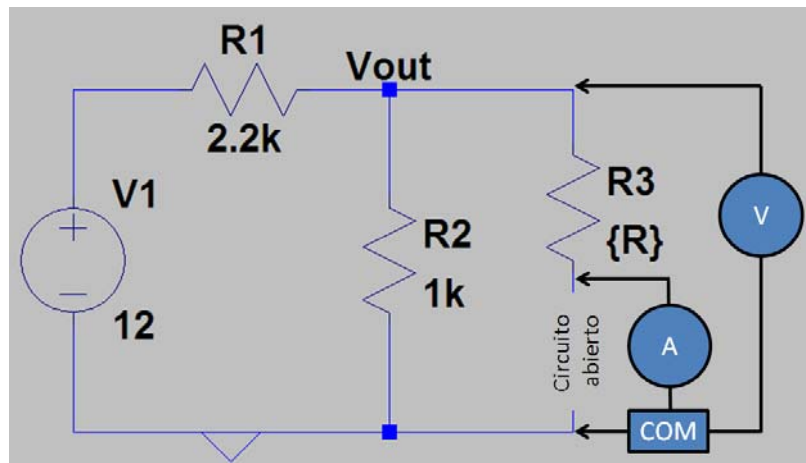 R1
Vout
2.2k
V1
12
R2
1k
R3
{R}
V
A
Circuito
abierto
COM